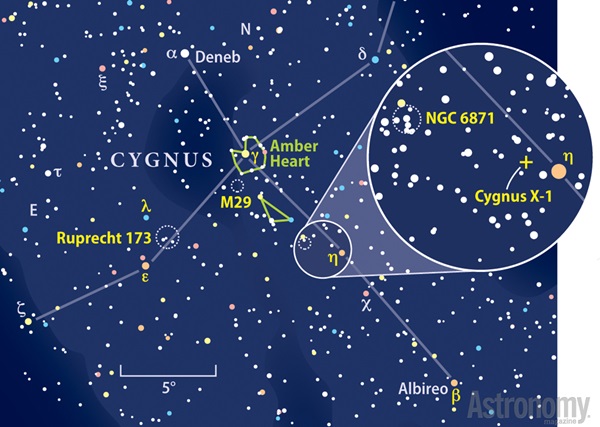 N
α
Deneb
δ
ξ
NGC 6871
Amber
Heart
γ
CYGNUS
η
τ
Cygnus X-1
M29
E
λ
Ruprecht 173
η
ε
χ
ζ
5°
Albireo
β
Astronomy.
magazine